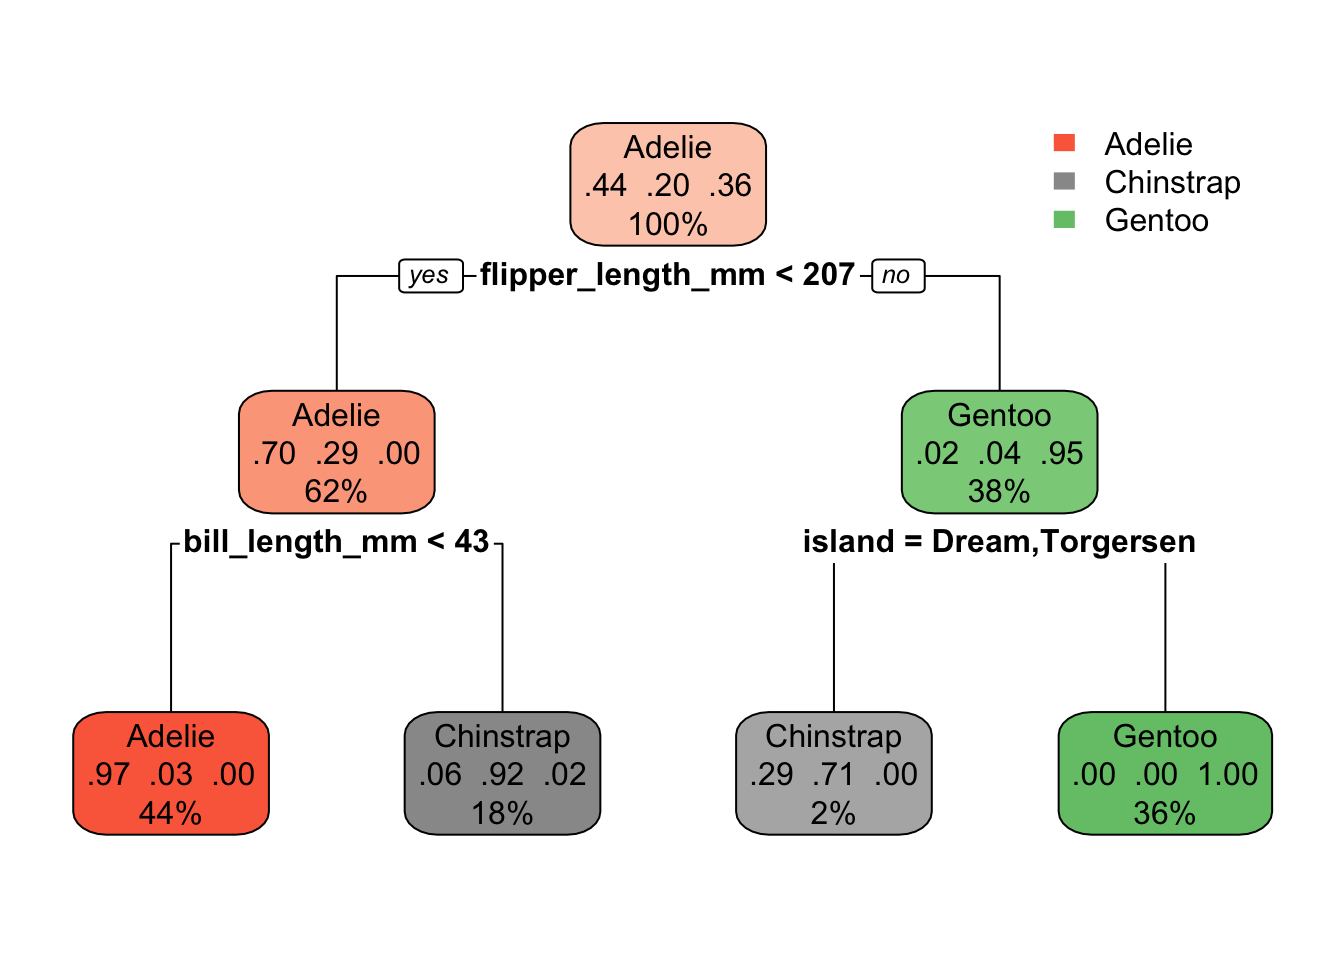 Adelie
.44 .20 .36
100%
Adelie
Chinstrap
Gentoo
yes flipper_length_mm < 207 no
Adelie
.70 .29 .00
62%
Gentoo
.02 .04 .95
38%
bill_length_mm < 43
island = Dream,Torgersen
Adelie
.97 .03 .00
44%
Chinstrap
.06 .92 .02
18%
Chinstrap
.29 .71 .00
2%
Gentoo
.00 .00 1.00
36%